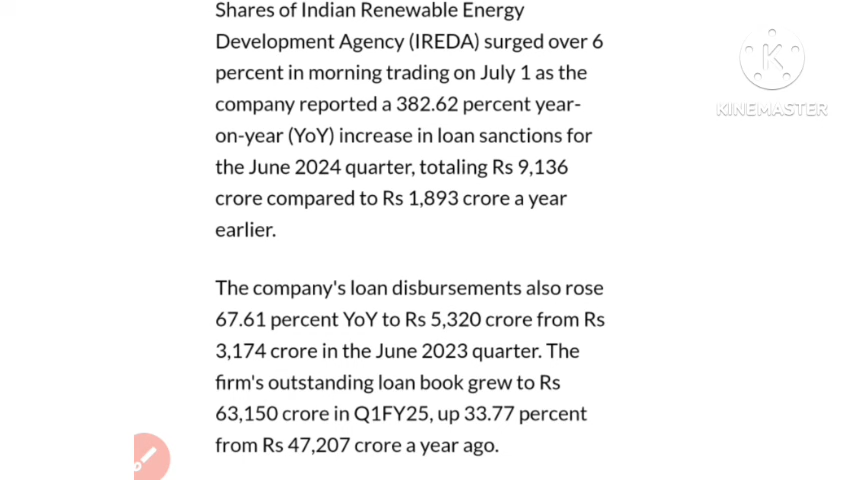 Shares of Indian Renewable Energy
Development Agency (IREDA) surged over 6
percent in morning trading on July 1 as the
company reported a 382.62 percent year-
on-year (YoY) increase in loan sanctions for
the June 2024 quarter, totaling Rs 9,136
crore compared to Rs 1,893 crore a year
earlier.
The company's loan disbursements also rose
67.61 percent YoY to Rs 5,320 crore from Rs
3,174 crore in the June 2023 quarter. The
firm's outstanding loan book grew to Rs
63,150 crore in Q1FY25, up 33.77 percent
from Rs 47,207 crore a year ago.
K
KINEMASTER